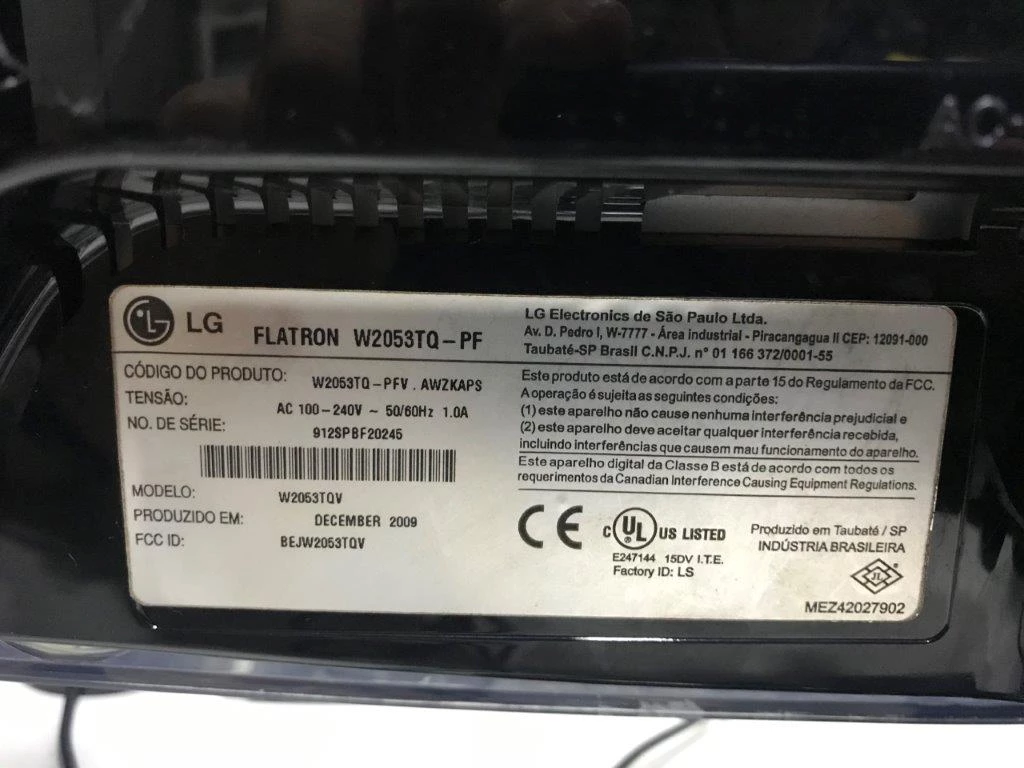 AC
LG
FLATRON W2053TQ-PF
LG Electronics de São Paulo Ltda.
Av. D. Pedro I, W-7777 - Área industrial - Piracangagua II CEP: 12091-000
Taubaté-SP Brasil C.N.P.J. n° 01 166 372/0001-55
CÓDIGO DO PRODUTO: W2053TQ-PFV . AWZKAPS
TENSÃO: AC 100-240V ~ 50/60Hz 1.0A
NO. DE SÉRIE: 912SPBF20245
MODELO: W2053TQV
PRODUZIDO EM: DECEMBER 2009
FCC ID: BEJW2053TQV
Este produto está de acordo com a parte 15 do Regulamento da FCC.
A operação é sujeita as seguintes condições:
(1) este aparelho não cause nenhuma interferência prejudicial e
(2) este aparelho deve aceitar qualquer interferência recebida,
incluindo interferências que causem mau funcionamento do aparelho.
Este aparelho digital da Classe B está de acordo com todos os
requerimentos da Canadian Interference Causing Equipment Regulations.
CE
c UL US LISTED
E247144 15DV I.T.E.
Factory ID: LS
Produzido em Taubaté / SP
INDÚSTRIA BRASILEIRA
JL
MEZ42027902